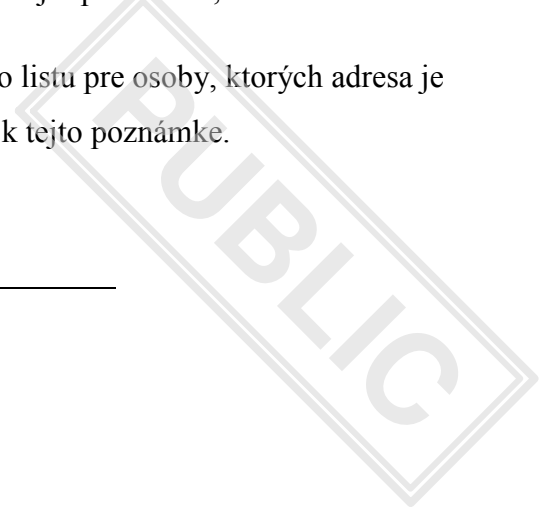 o listu pre osoby, ktorých adresa je
k tejto poznámke.
PUBLIC